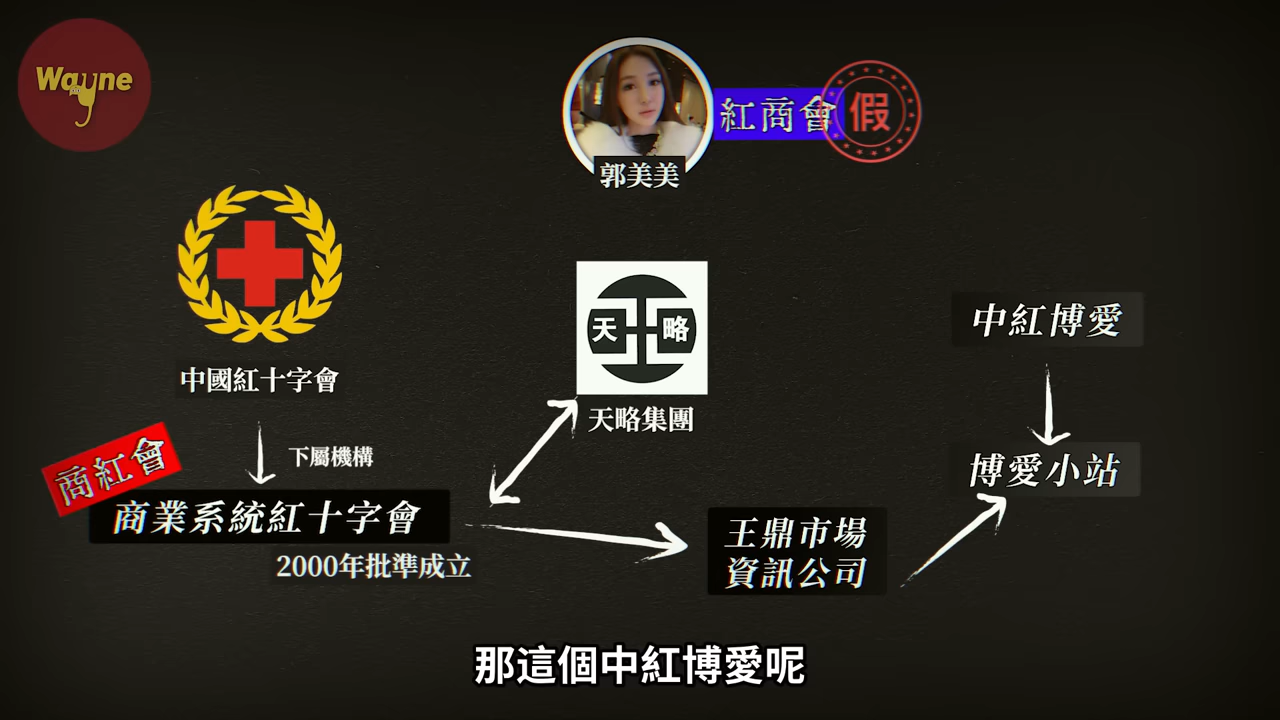 Wayne
紅商會
假
郭美美
中國紅十字會
天略
天略集團
中紅博愛
下屬機構
商紅會
商業系統紅十字會
2000年批準成立
博愛小站
王鼎市場
資訊公司
那這個中紅博愛呢